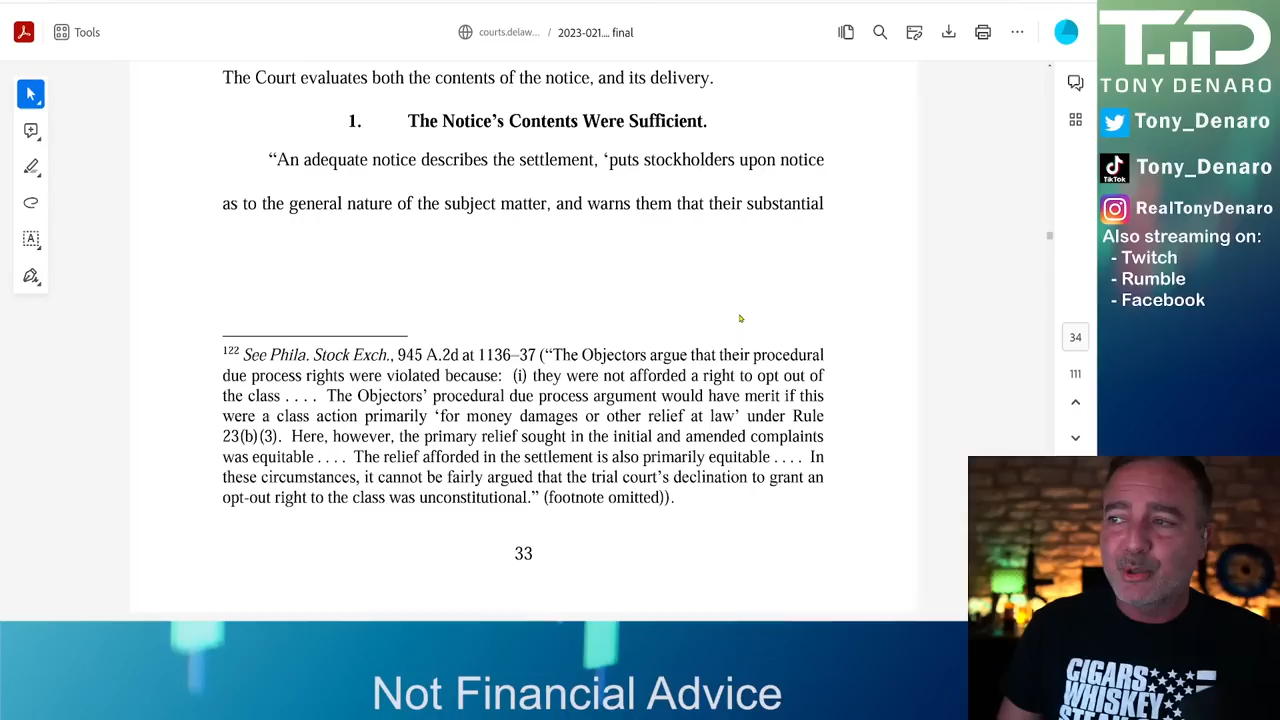 Tools
courts.delaw... / 2023-021.... final
The Court evaluates both the contents of the notice, and its delivery.
1. The Notice's Contents Were Sufficient.
“An adequate notice describes the settlement, ‘puts stockholders upon notice
as to the general nature of the subject matter, and warns them that their substantial
122 See Phila. Stock Exch., 945 A.2d at 1136–37 (“The Objectors argue that their procedural
due process rights were violated because: (i) they were not afforded a right to opt out of
the class . . . . The Objectors’ procedural due process argument would have merit if this
were a class action primarily ‘for money damages or other relief at law’ under Rule
23(b)(3). Here, however, the primary relief sought in the initial and amended complaints
was equitable . . . . The relief afforded in the settlement is also primarily equitable . . . . In
these circumstances, it cannot be fairly argued that the trial court’s declination to grant an
opt-out right to the class was unconstitutional.” (footnote omitted)).
33
34
111
TD
TONY DENARO
Tony_Denaro
TikTok
Tony_Denaro
RealTonyDenaro
Also streaming on:
- Twitch
- Rumble
- Facebook
CIGARS
WHISKEY
Not Financial Advice